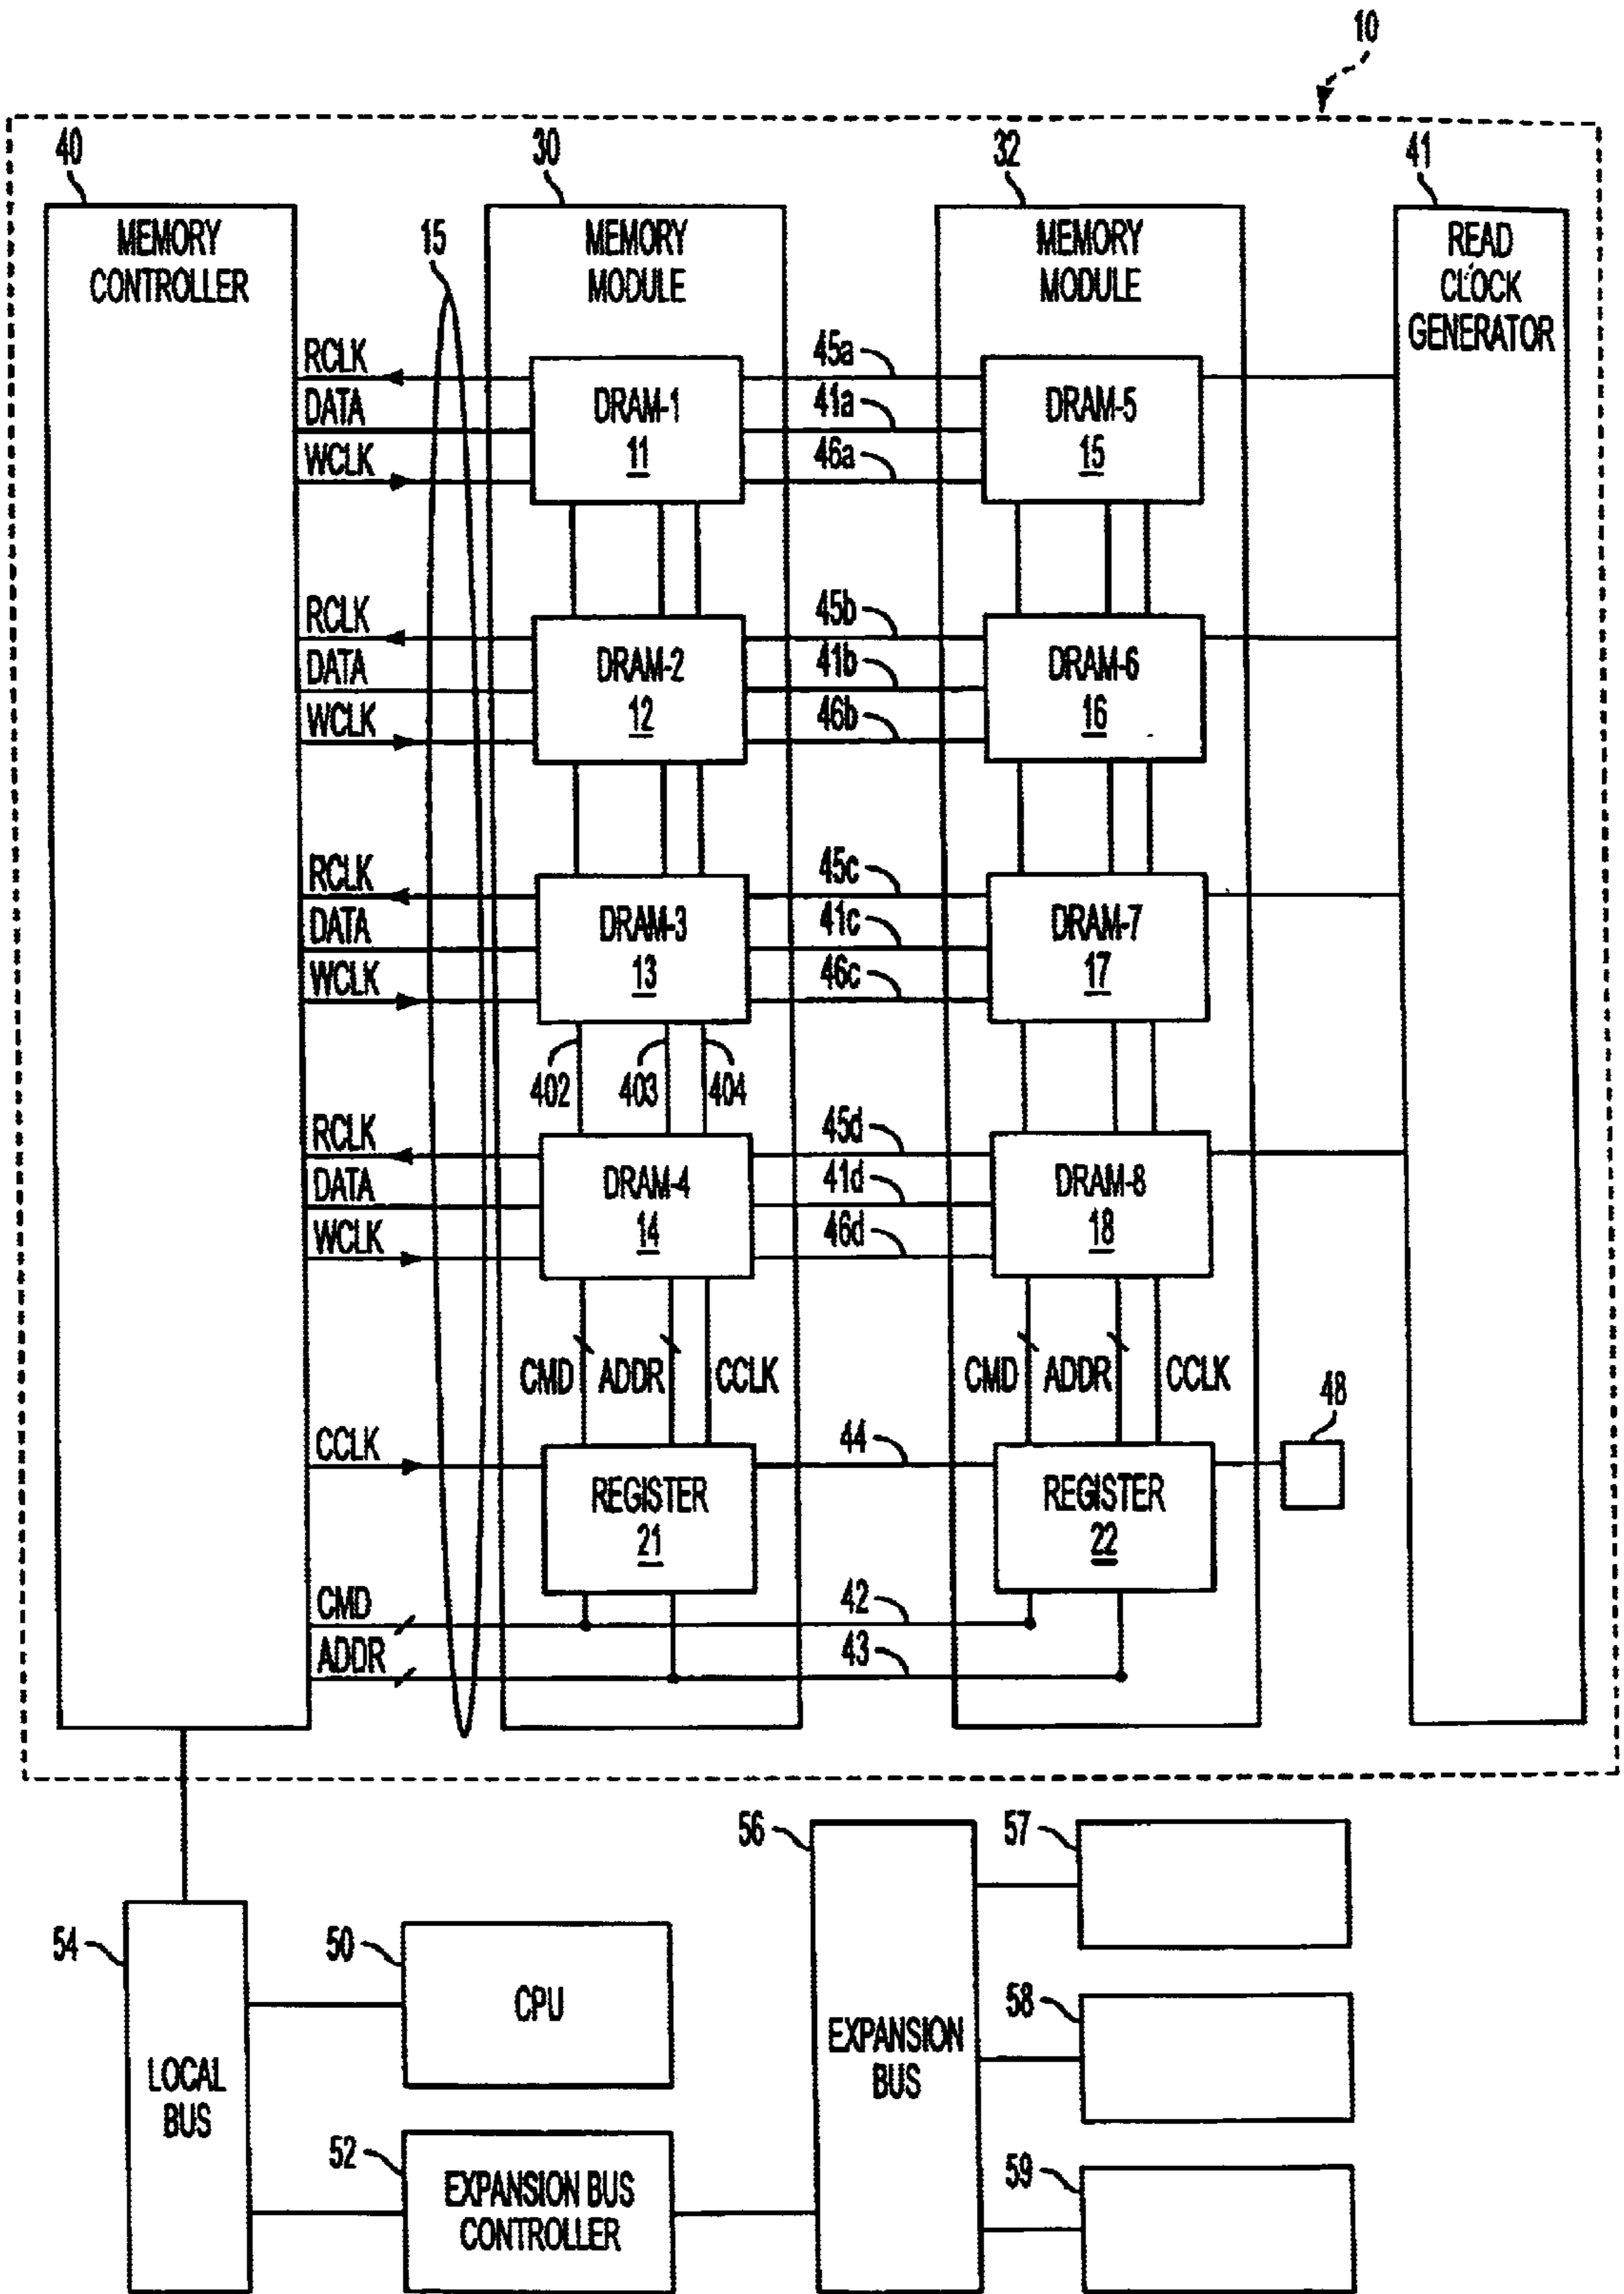 10
40
30
32
41
MEMORY
CONTROLLER
15
MEMORY
MODULE
MEMORY
MODULE
READ
CLOCK
GENERATOR
RCLK
DATA
WCLK
DRAM-1
11
45a
41a
46a
DRAM-5
15
RCLK
DATA
WCLK
DRAM-2
12
45b
41b
46b
DRAM-6
16
RCLK
DATA
WCLK
DRAM-3
13
45c
41c
46c
DRAM-7
17
402
403
404
RCLK
DATA
WCLK
DRAM-4
14
45d
41d
46d
DRAM-8
18
CMD
ADDR
CCLK
CMD
ADDR
CCLK
48
CCLK
REGISTER
21
44
REGISTER
22
CMD
ADDR
42
43
54
LOCAL
BUS
50
CPU
52
EXPANSION BUS
CONTROLLER
56
EXPANSION
BUS
57
58
59